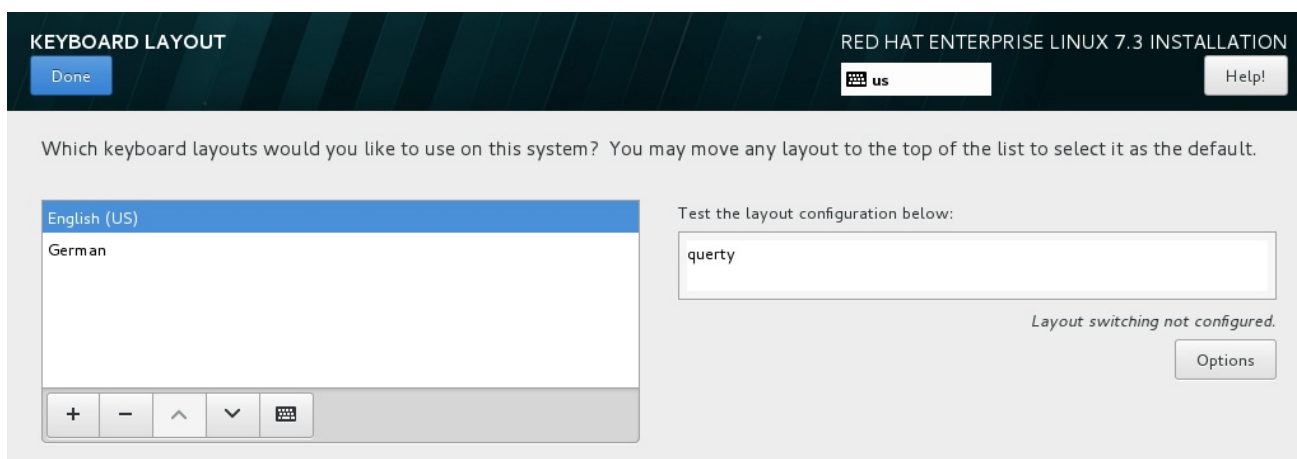 KEYBOARD LAYOUT
RED HAT ENTERPRISE LINUX 7.3 INSTALLATION
Done
us
Help!
Which keyboard layouts would you like to use on this system? You may move any layout to the top of the list to select it as the default.
English (US)
German
Test the layout configuration below:
querty
Layout switching not configured.
Options